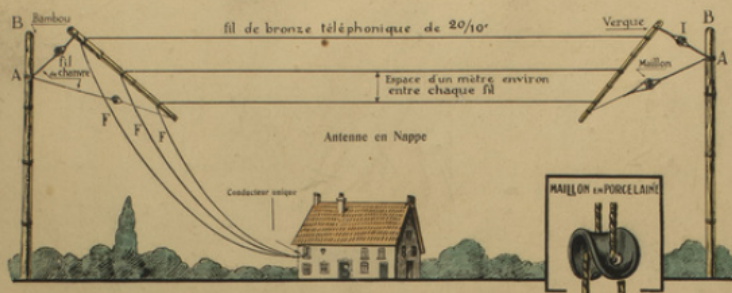 B
Bambou
fil de bronze téléphonique de 20/10e
Vergue
I
B
A
fil
de chanvre
Maillon
A
Espace d'un mètre environ
entre chaque fil
F
F
F
Antenne en Nappe
Conducteur unique
MAILLON EN PORCELAINE